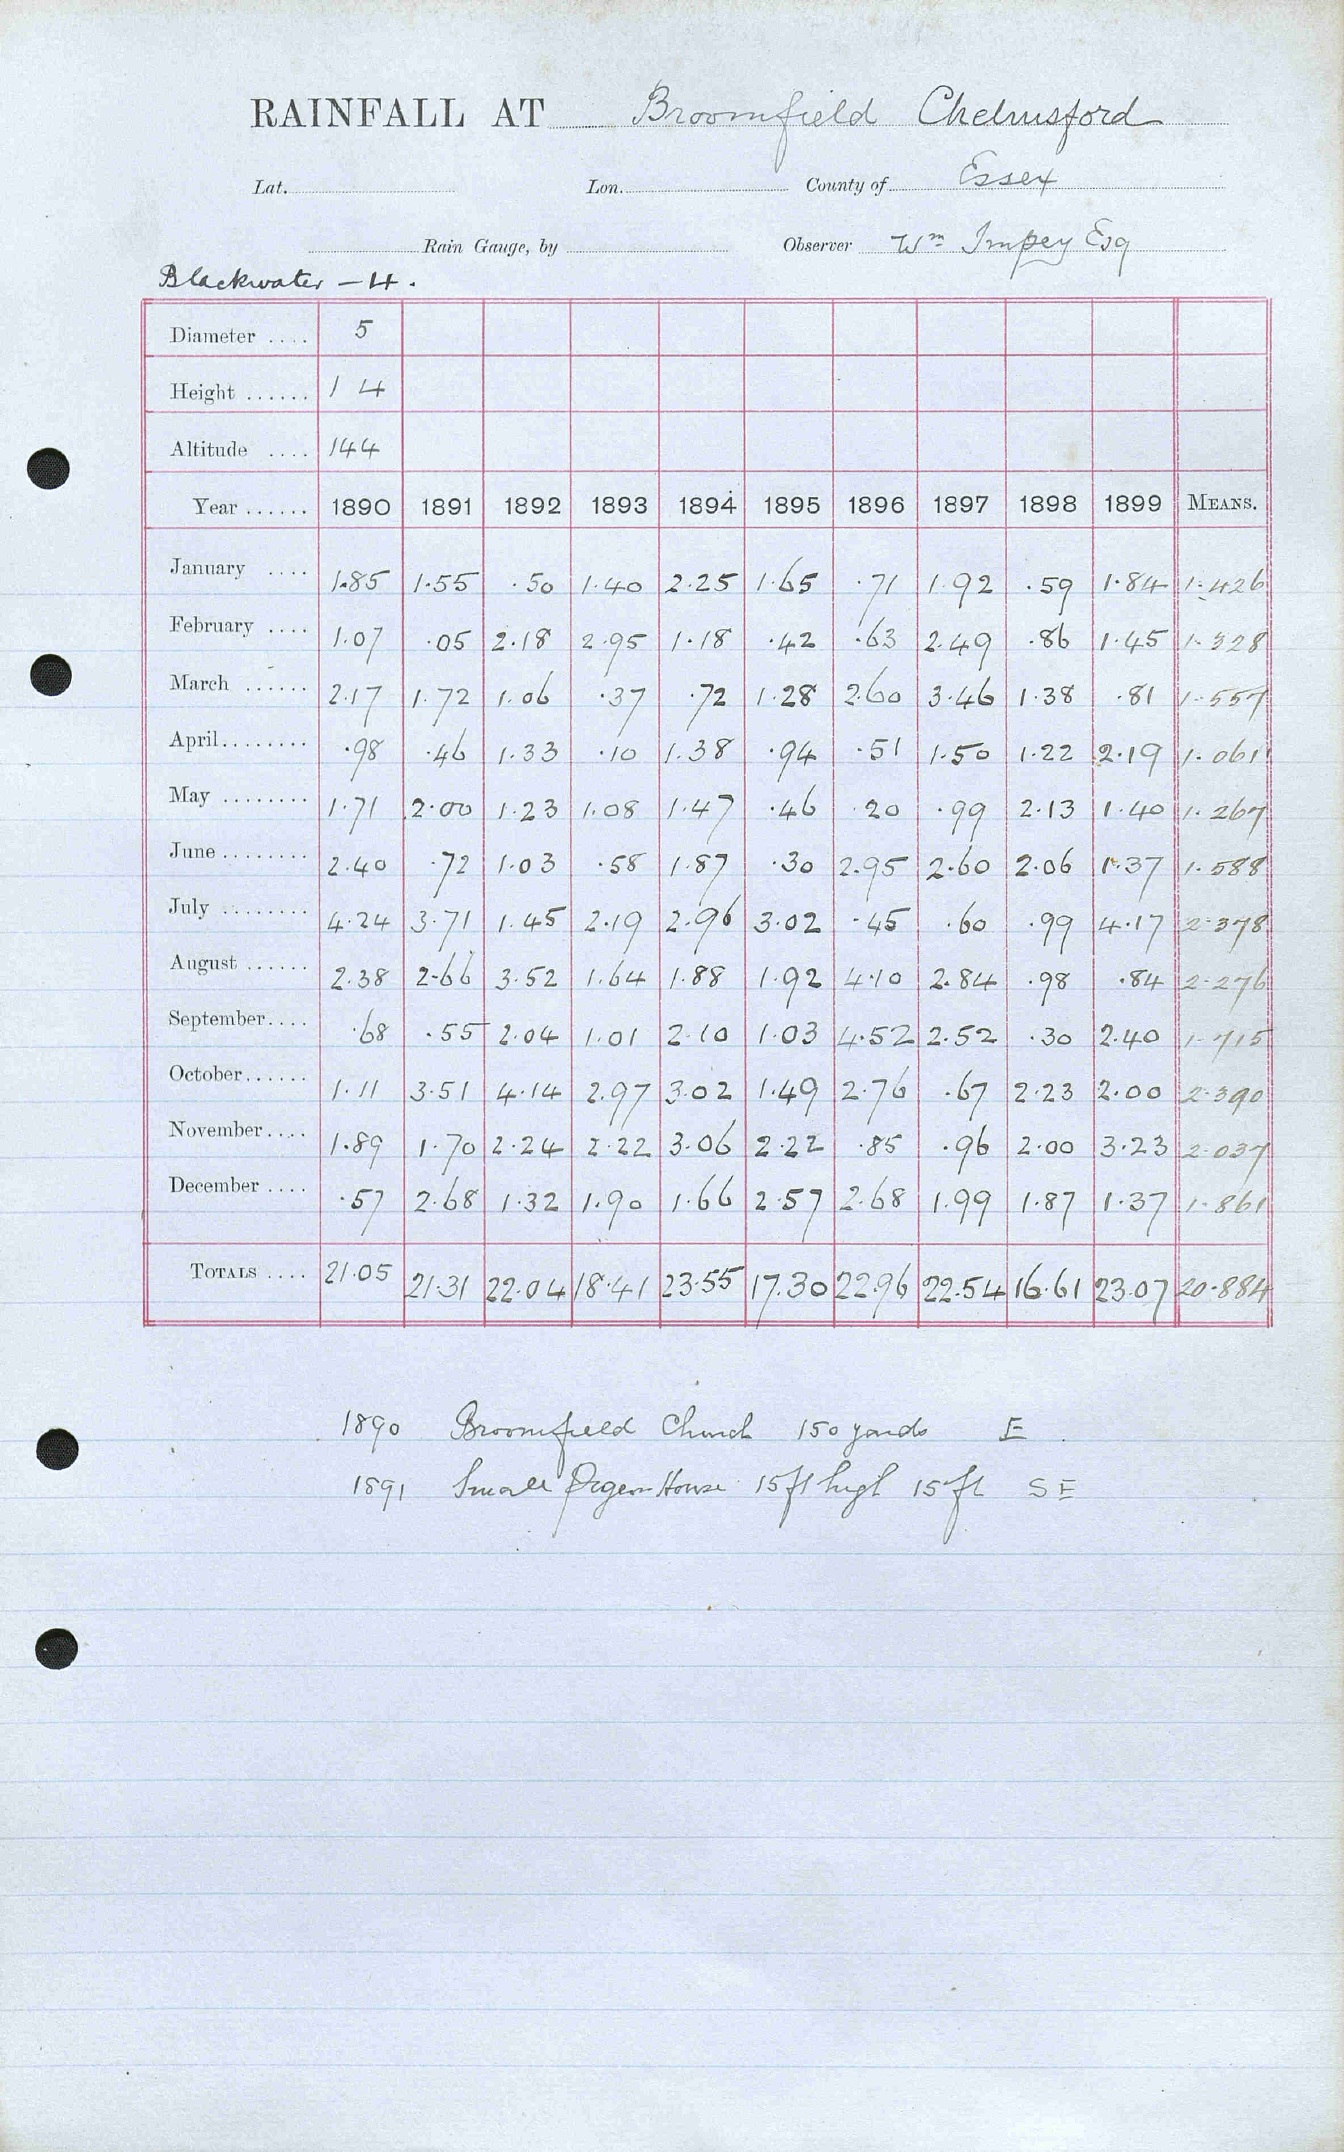 RAINFALL AT Broomfield Chelmsford
Lat. Lon. County of Essex
Rain Gauge, by Observer Wm Impey Esq
Blackwater - 4.
Diameter .... 5
Height ...... 1 4
Altitude .... 144
Year ...... 1890 1891 1892 1893 1894 1895 1896 1897 1898 1899 MEANS.
January .... 1.85 1.55 .50 1.40 2.25 1.65 .71 1.92 .59 1.84 1.426
February .... 1.07 .05 2.18 2.95 1.18 .42 .63 2.49 .86 1.45 1.328
March ...... 2.17 1.72 1.06 .37 .72 1.28 2.60 3.46 1.38 .81 1.557
April........ .98 .46 1.33 .10 1.38 .94 .51 1.50 1.22 2.19 1.061
May ........ 1.71 2.00 1.23 1.08 1.47 .46 .20 .99 2.13 1.40 1.267
June ........ 2.40 .72 1.03 .58 1.87 .30 2.95 2.60 2.06 1.37 1.588
July ........ 4.24 3.71 1.45 2.19 2.96 3.02 .45 .60 .99 4.17 2.378
August ...... 2.38 2.66 3.52 1.64 1.88 1.92 4.10 2.84 .98 .84 2.276
September.... .68 .55 2.04 1.01 2.10 1.03 4.52 2.52 .30 2.40 1.715
October...... 1.11 3.51 4.14 2.97 3.02 1.49 2.76 .67 2.23 2.00 2.390
November.... 1.89 1.70 2.24 2.22 3.06 2.22 .85 .96 2.00 3.23 2.037
December .... .57 2.68 1.32 1.90 1.66 2.57 2.68 1.99 1.87 1.37 1.861
TOTALS .... 21.05 21.31 22.04 18.41 23.55 17.30 22.96 22.54 16.61 23.07 20.884
1890 Broomfield Church 150 yards E
1891 Small Pigeon House 15 ft high 15 ft SE